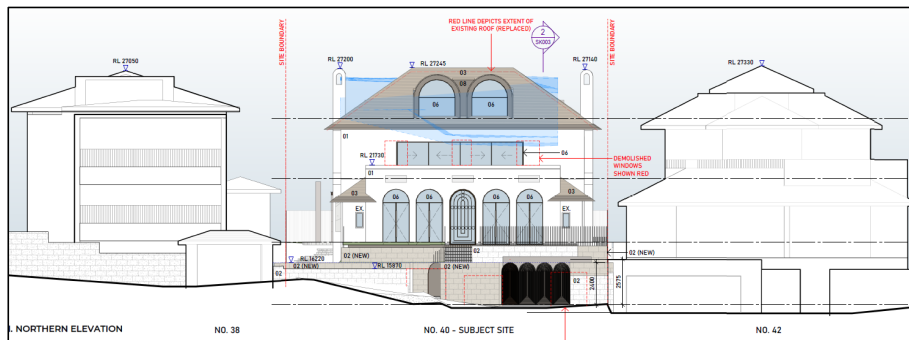 RED LINE DEPICTS EXTENT OF
EXISTING ROOF (REPLACED)
2
SK003
SITE BOUNDARY
SITE BOUNDARY
RL 27050
RL 27200
RL 27245
RL 27140
RL 27330
03
08
06
06
01
06
RL 21730
01
DEMOLISHED
WINDOWS
SHOWN RED
03
06
06
06
06
03
EX.
EX.
02
02 (NEW)
02 (NEW)
RL 16220
02 (NEW)
RL 15870
02 (NEW)
02
02
2400
2575
1. NORTHERN ELEVATION
NO. 38
NO. 40 - SUBJECT SITE
NO. 42